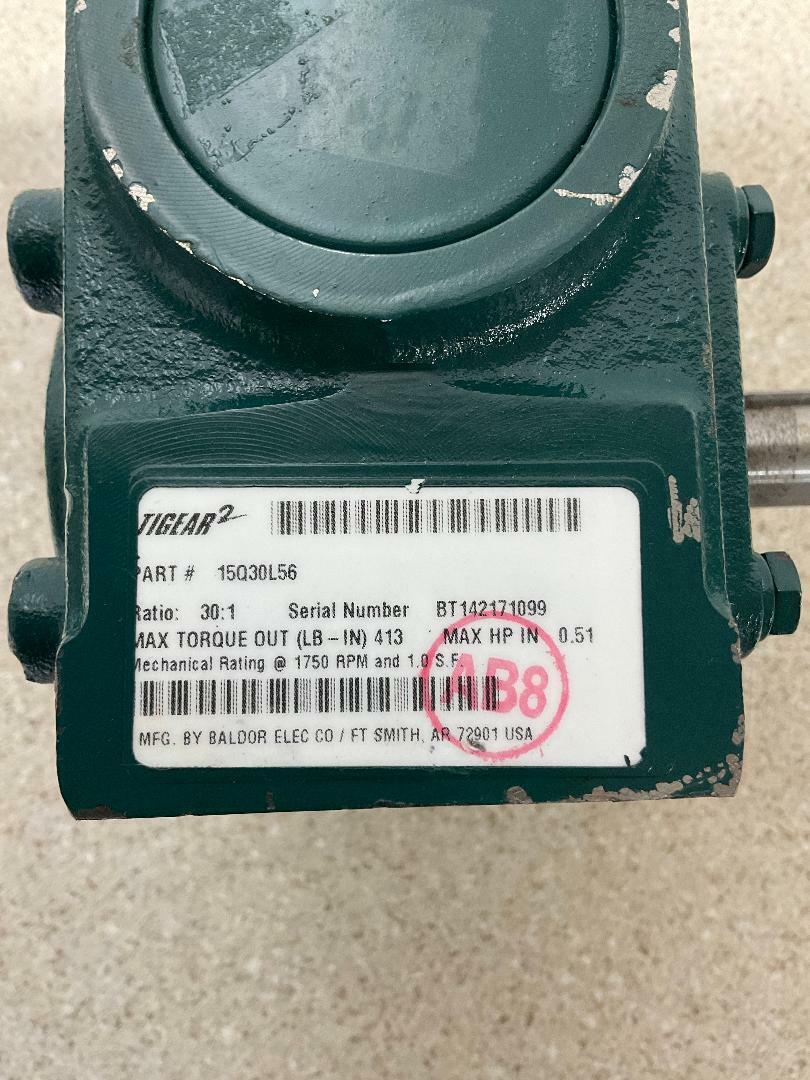 TIGEAR2
PART # 15Q30L56
Ratio: 30:1 Serial Number BT142171099
MAX TORQUE OUT (LB-IN) 413 MAX HP IN 0.51
Mechanical Rating @ 1750 RPM and 1.0 S.F.
AB8
MFG. BY BALDOR ELEC CO / FT SMITH, AR 72901 USA